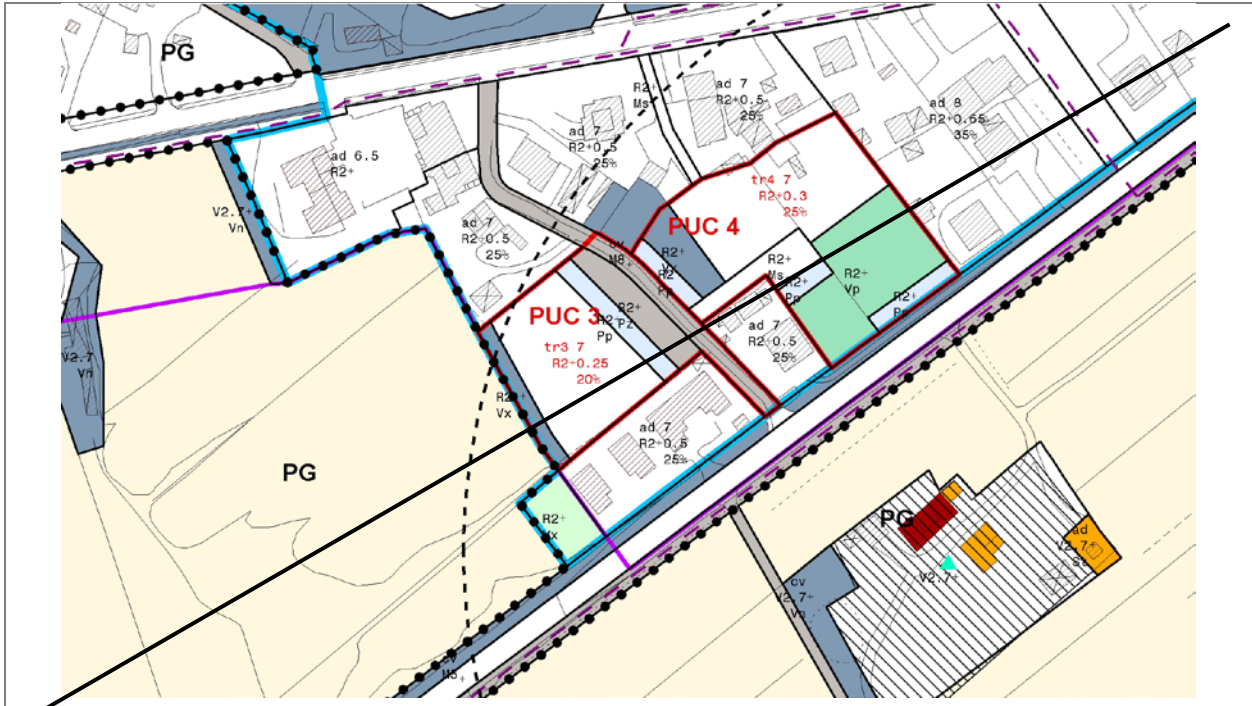 PG
R2+
Ms
ad 7
R2+0.5
25%
ad 8
R2+0.65
35%
ad 7
R2+0.5
25%
ad 6.5
R2+
tr4 7
R2+0.3
25%
V2.7+
Vn
ad 7
R2+0.5
25%
PUC 4
cv
M8+
R2+
R2+
Ms
R2+
Vp
R2+
R2+
Pp
PUC 3
R2+
Pz
R2+
Pp
tr3 7
R2+0.25
20%
ad 7
R2+0.5
25%
V2.7
Vn
Vx
ad 7
R2+0.5
25%
PG
R2+
Vx
PG
ad
V2.7+
V2.7+
cv
V2.7+
Vn
cv
M5+